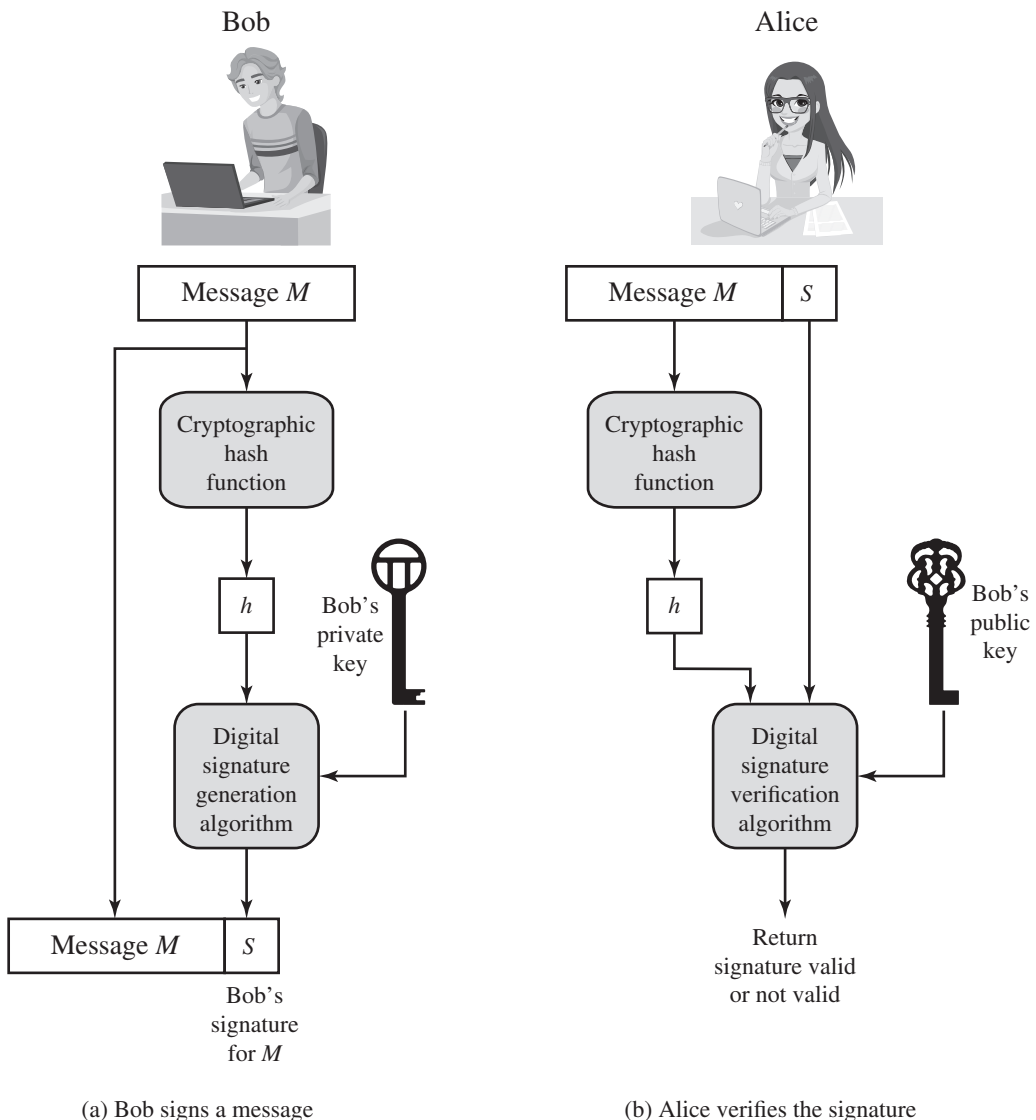 Bob
Message M
Cryptographic
hash
function
h
Bob's
private
key
Digital
signature
generation
algorithm
Message M
S
Bob's
signature
for M
(a) Bob signs a message
Alice
Message M
S
Cryptographic
hash
function
h
Bob's
public
key
Digital
signature
verification
algorithm
Return
signature valid
or not valid
(b) Alice verifies the signature